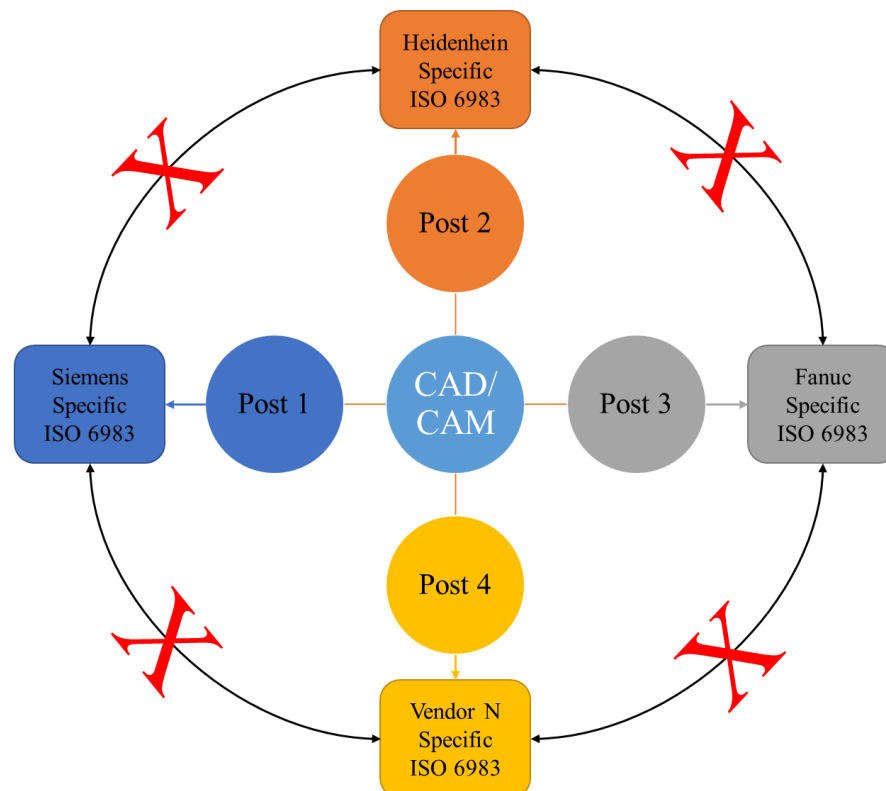 Heidenhein
Specific
ISO 6983
X
X
Post 2
Siemens
Specific
ISO 6983
Post 1
CAD/
CAM
Post 3
Fanuc
Specific
ISO 6983
Post 4
X
X
Vendor N
Specific
ISO 6983